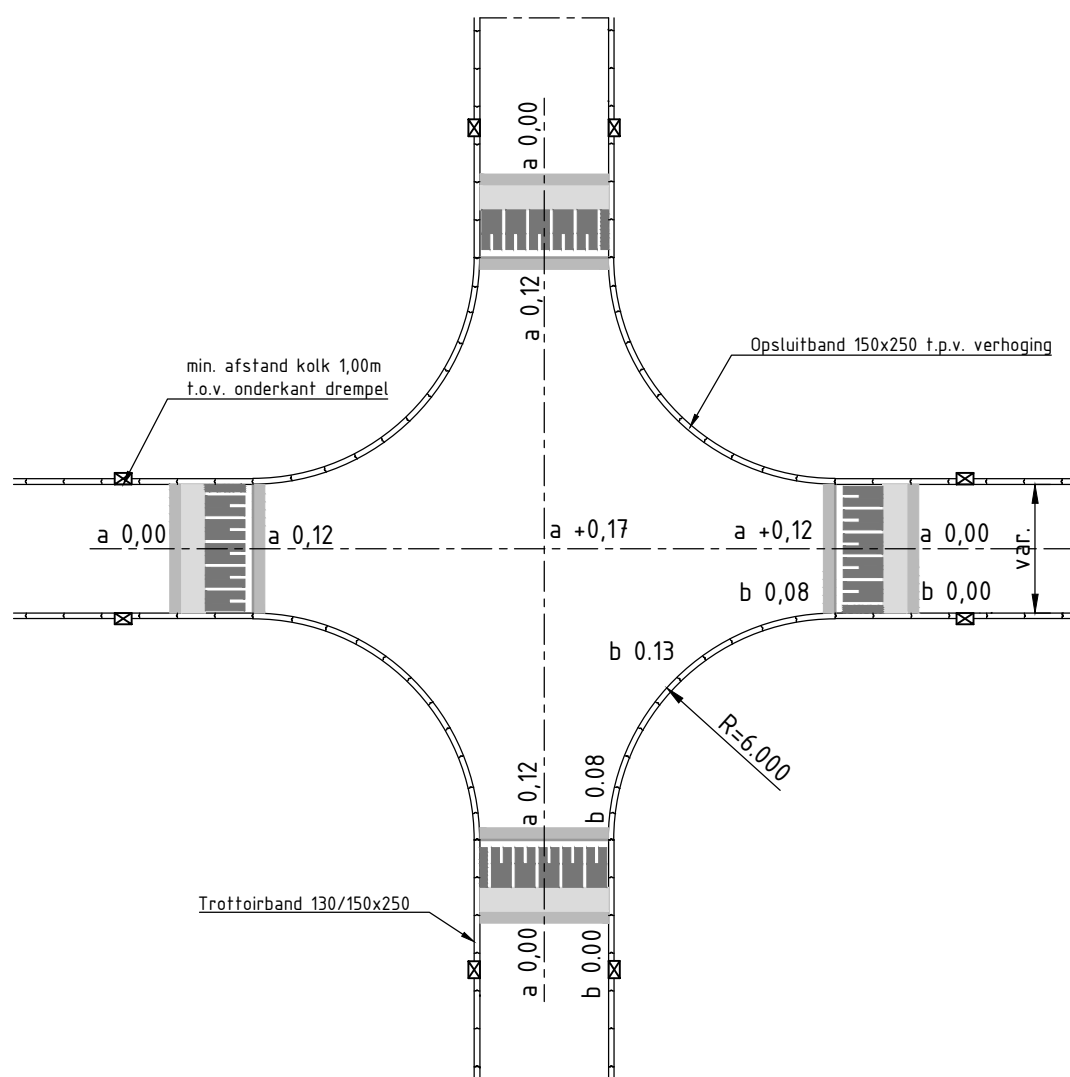 a 0,00
a 0,12
Opsluitband 150x250 t.p.v. verhoging
min. afstand kolk 1,00m
t.o.v. onderkant drempel
a 0,00
a 0,12
a +0,17
a +0,12
a 0,00
var.
b 0,08
b 0,00
b 0.13
R=6.000
a 0,12
b 0.08
Trottoirband 130/150x250
a 0,00
b 0.00